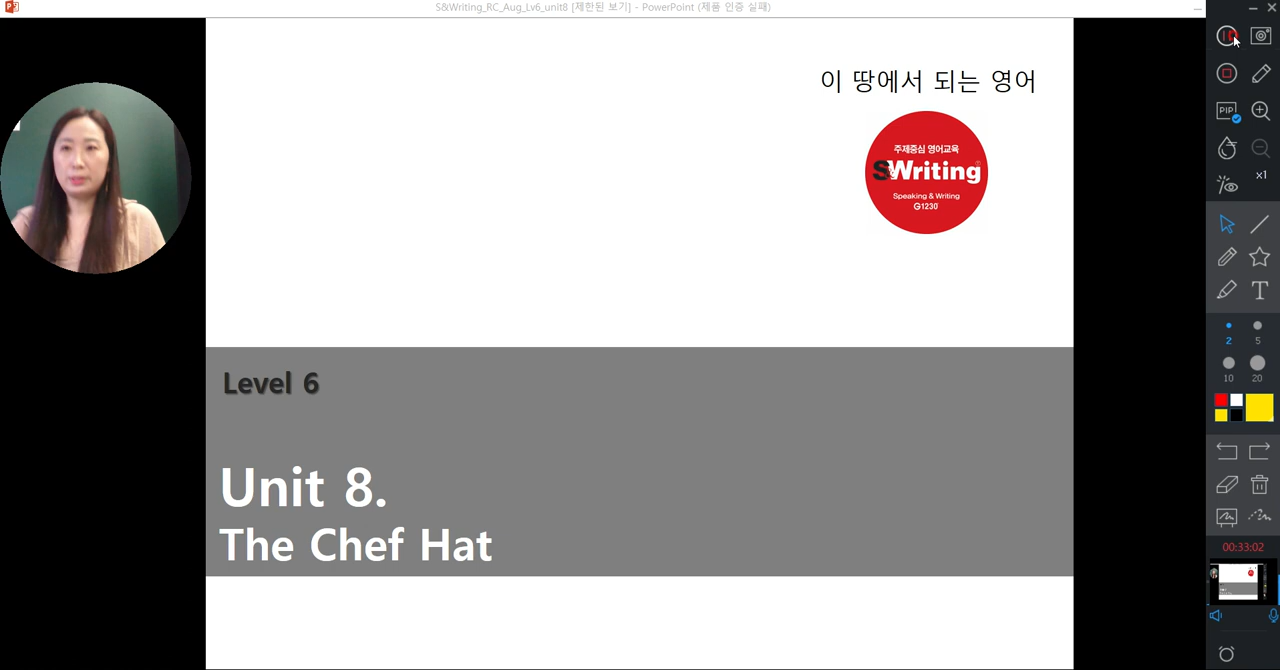 S&Writing_RC_Aug_Lv6_unit8 [제한된 보기] - PowerPoint (제품 인증 실패)
이 땅에서 되는 영어
주제중심 영어교육
SWriting
Speaking & Writing
G1230
Level 6
Unit 8.
The Chef Hat
PIP
x1
T
2 5
10 20
00:33:02